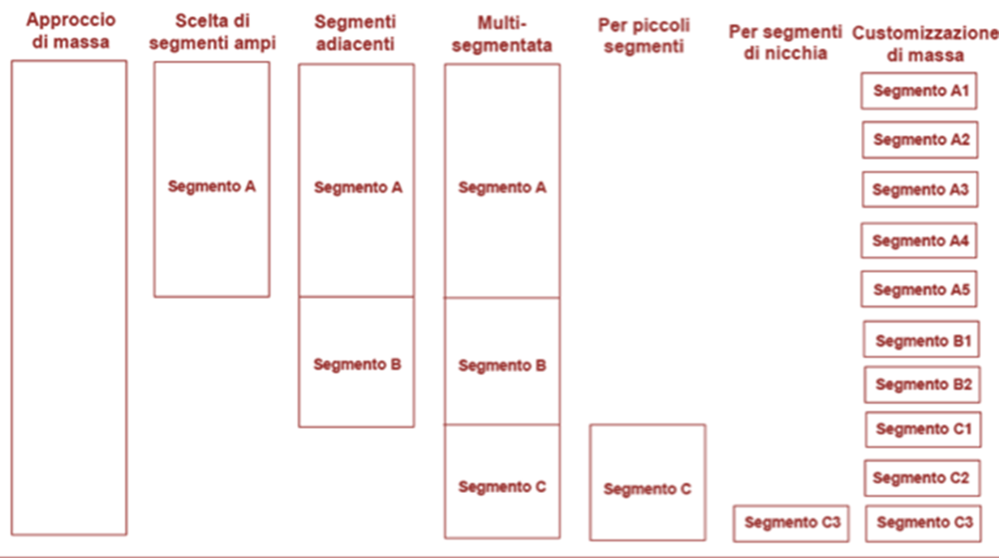 Approccio
di massa
Scelta di
segmenti ampi
Segmenti
adiacenti
Multi-
segmentata
Per piccoli
segmenti
Per segmenti
di nicchia
Customizzazione
di massa
Segmento A
Segmento A
Segmento B
Segmento A
Segmento B
Segmento C
Segmento C
Segmento C3
Segmento A1
Segmento A2
Segmento A3
Segmento A4
Segmento A5
Segmento B1
Segmento B2
Segmento C1
Segmento C2
Segmento C3